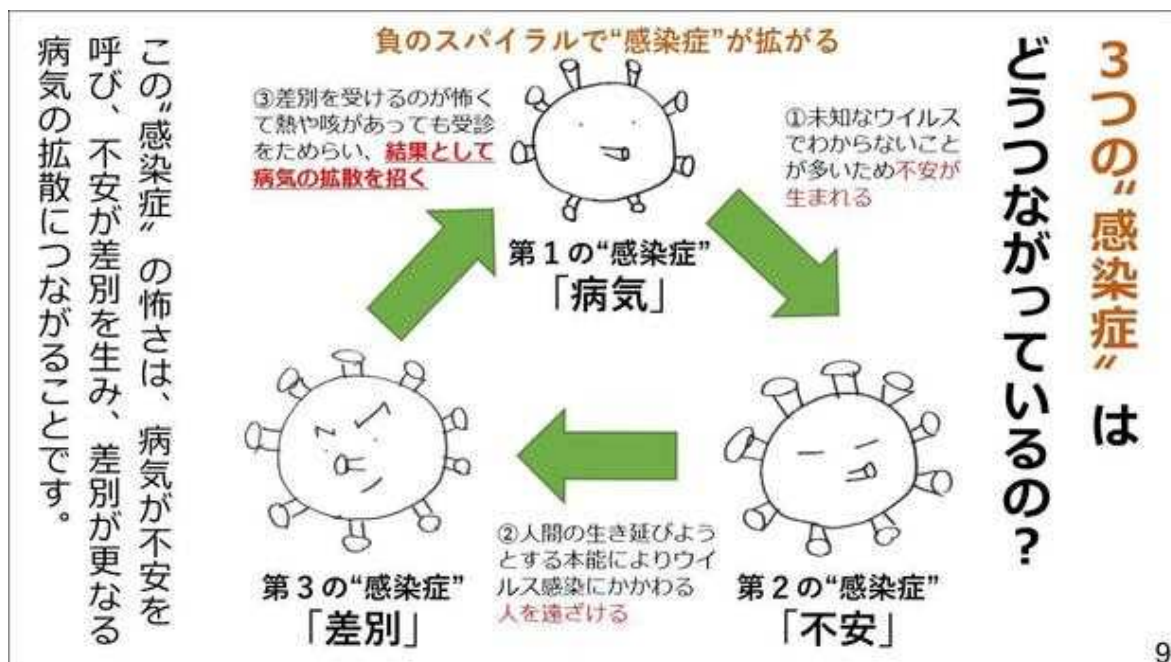 3つの“感染症”は
どうつながっているの？
負のスパイラルで“感染症”が拡がる
①未知なウイルス
でわからないこと
が多いため不安が
生まれる
③差別を受けるのが怖く
て熱や咳があっても受診
をためらい、結果として
病気の拡散を招く
第1の“感染症”
「病気」
第2の“感染症”
「不安」
②人間の生き延びよう
とする本能によりウイ
ルス感染にかかわる
人を遠ざける
第3の“感染症”
「差別」
この“感染症”の怖さは、病気が不安を
呼び、不安が差別を生み、差別が更なる
病気の拡散につながることです。
9